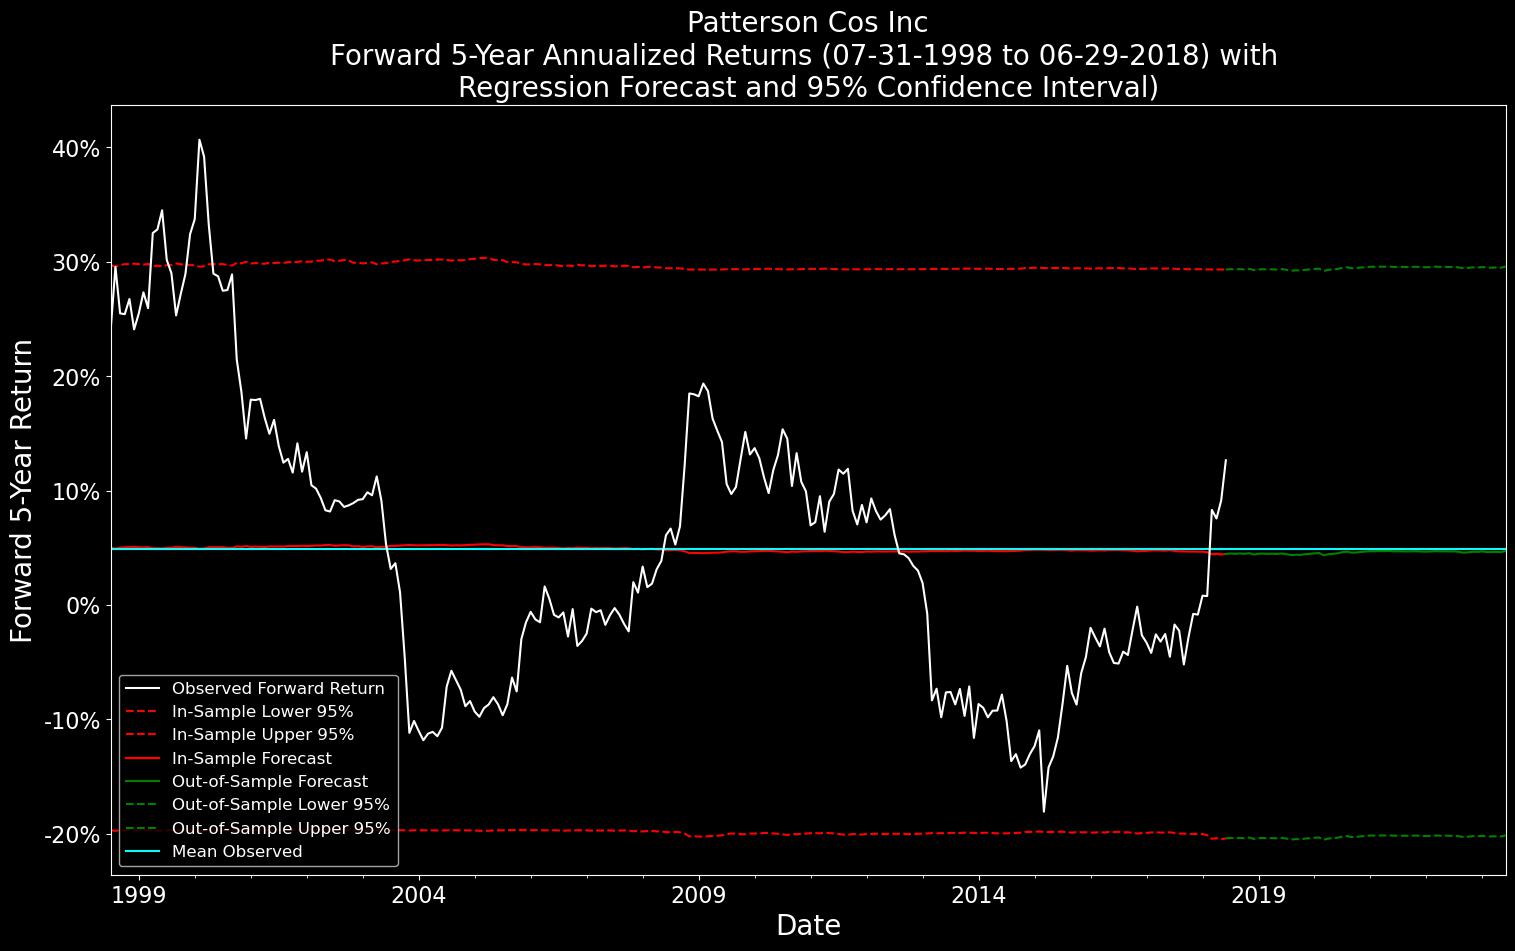 Patterson Cos Inc
Forward 5-Year Annualized Returns (07-31-1998 to 06-29-2018) with
Regression Forecast and 95% Confidence Interval)
Forward 5-Year Return
40%
30%
20%
10%
0%
-10%
-20%
Observed Forward Return
In-Sample Lower 95%
In-Sample Upper 95%
In-Sample Forecast
Out-of-Sample Forecast
Out-of-Sample Lower 95%
Out-of-Sample Upper 95%
Mean Observed
1999 2004 2009 2014 2019
Date